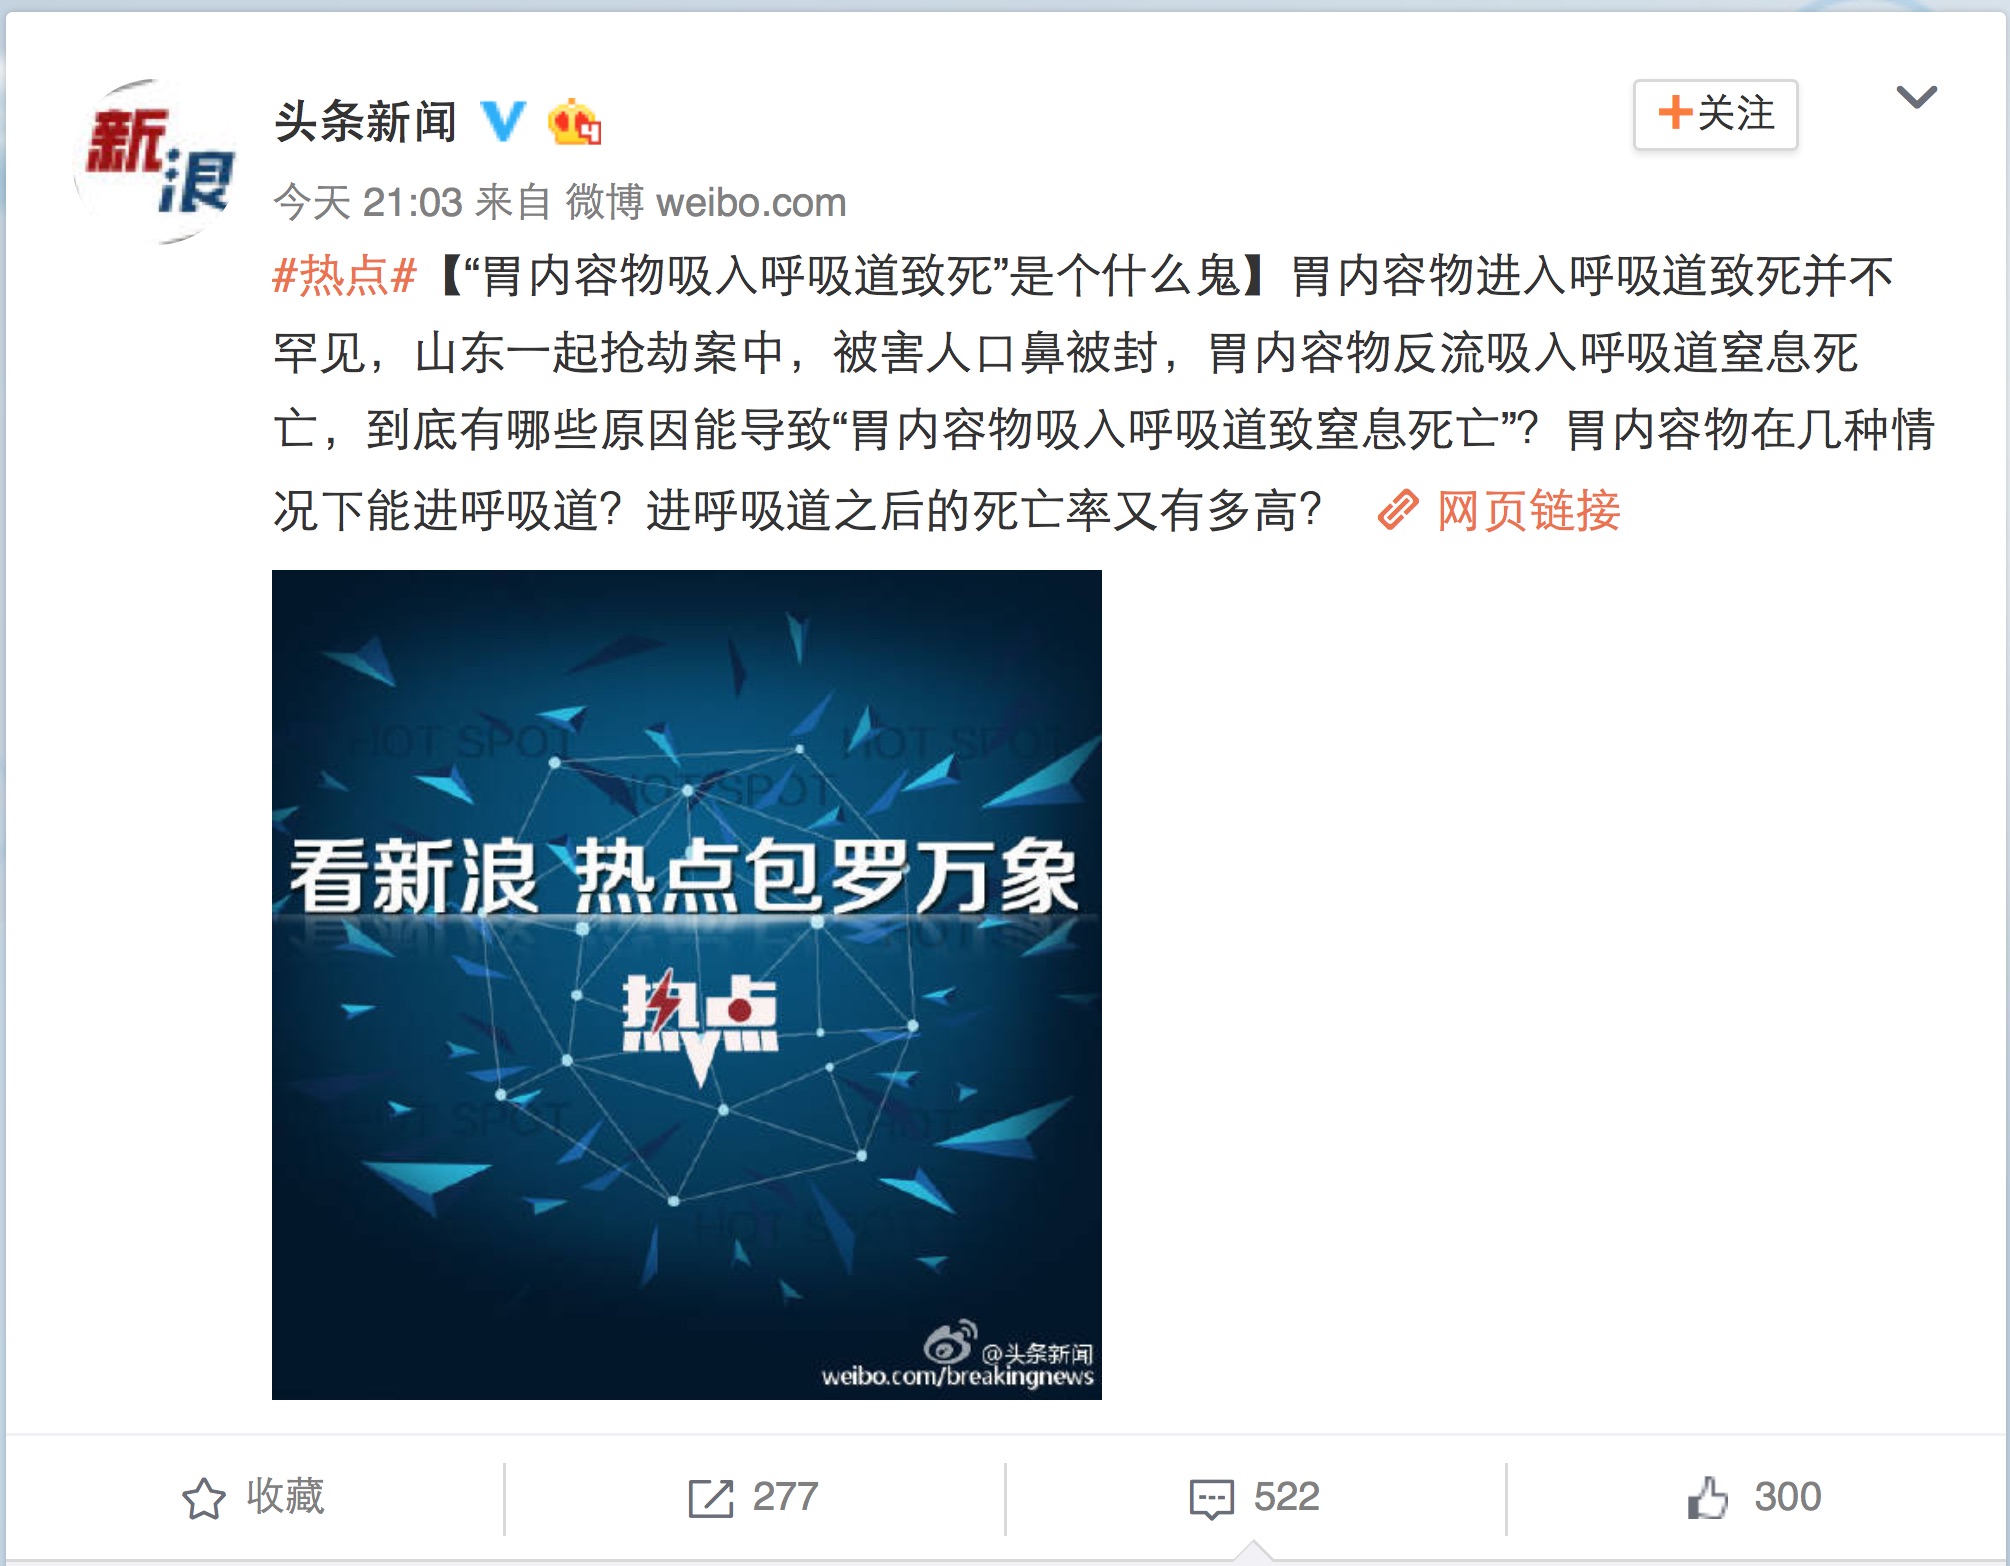 新浪
头条新闻
4
+关注
今天 21:03 来自 微博 weibo.com
#热点#【“胃内容物吸入呼吸道致死”是个什么鬼】胃内容物进入呼吸道致死并不
罕见，山东一起抢劫案中，被害人口鼻被封，胃内容物反流吸入呼吸道窒息死
亡，到底有哪些原因能导致“胃内容物吸入呼吸道致窒息死亡”？胃内容物在几种情
况下能进呼吸道？进呼吸道之后的死亡率又有多高？ 网页链接
HOT SPOT
HOT SPOT
HOT SPOT
看新浪 热点包罗万象
HOT SPOT
热点
HOT SPOT
HOT
HOT SPOT
@头条新闻
weibo.com/breakingnews
收藏
277
522
300